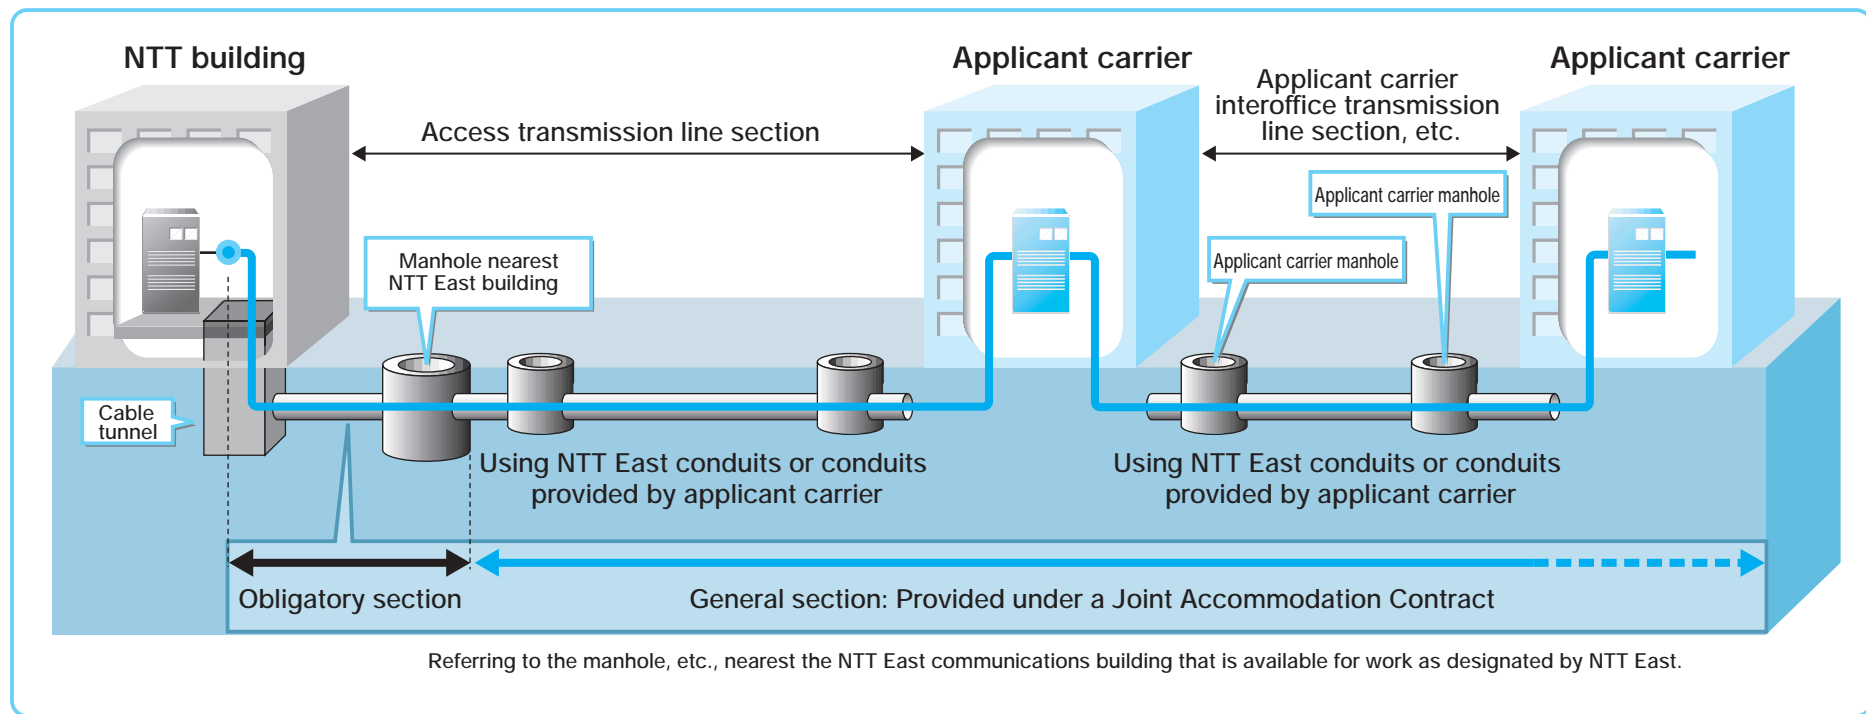 NTT building
Applicant carrier
Applicant carrier
Access transmission line section
Applicant carrier
interoffice transmission
line section, etc.
Applicant carrier manhole
Manhole nearest
NTT East building
Applicant carrier manhole
Cable
tunnel
Using NTT East conduits or conduits
provided by applicant carrier
Using NTT East conduits or conduits
provided by applicant carrier
Obligatory section
General section: Provided under a Joint Accommodation Contract
Referring to the manhole, etc., nearest the NTT East communications building that is available for work as designated by NTT East.